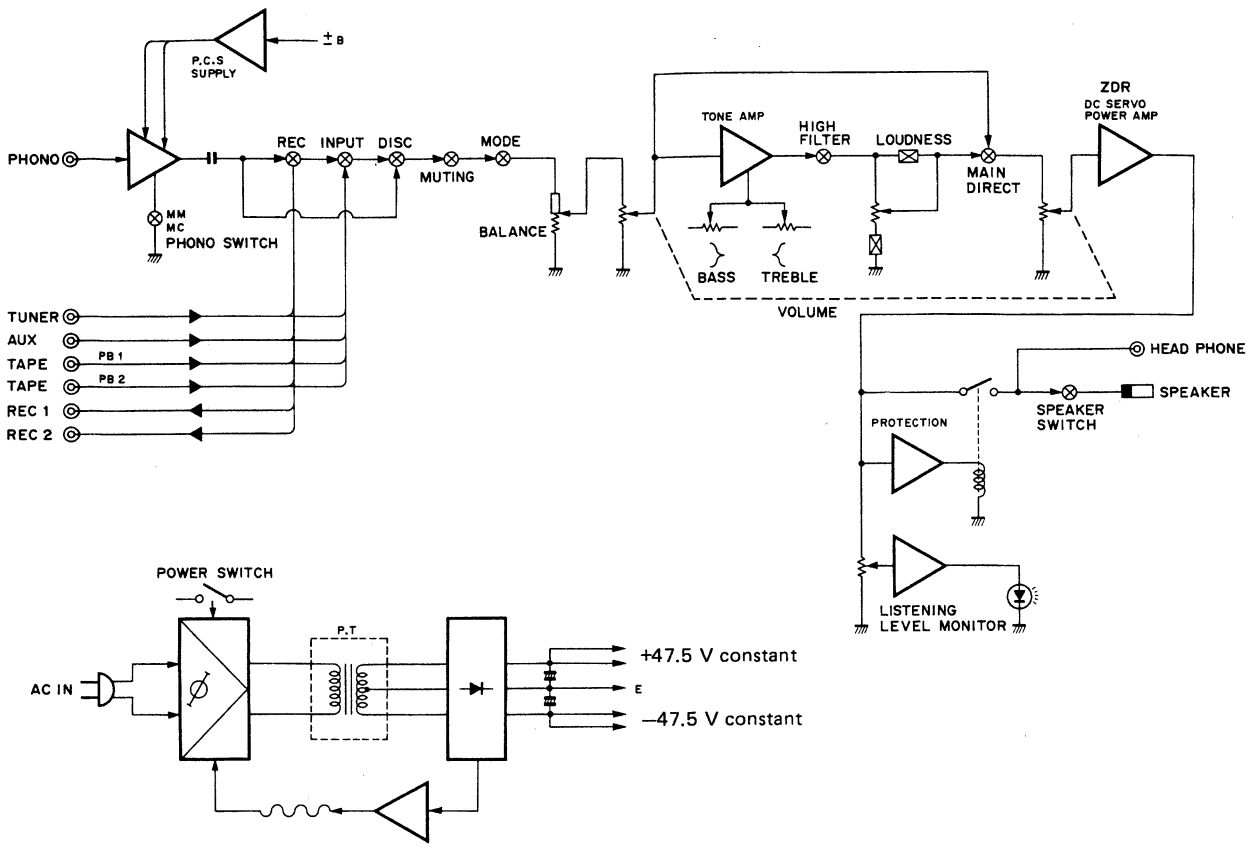 ± B
P.C.S
SUPPLY
ZDR
DC SERVO
POWER AMP
TONE AMP
HIGH
FILTER
LOUDNESS
PHONO
REC
INPUT
DISC
MUTING
MODE
MAIN
DIRECT
MM
MC
PHONO SWITCH
BALANCE
BASS
TREBLE
VOLUME
TUNER
AUX
TAPE
PB 1
TAPE
PB 2
REC 1
REC 2
HEAD PHONE
SPEAKER
SPEAKER
SWITCH
PROTECTION
LISTENING
LEVEL MONITOR
POWER SWITCH
P.T
AC IN
+47.5 V constant
E
−47.5 V constant